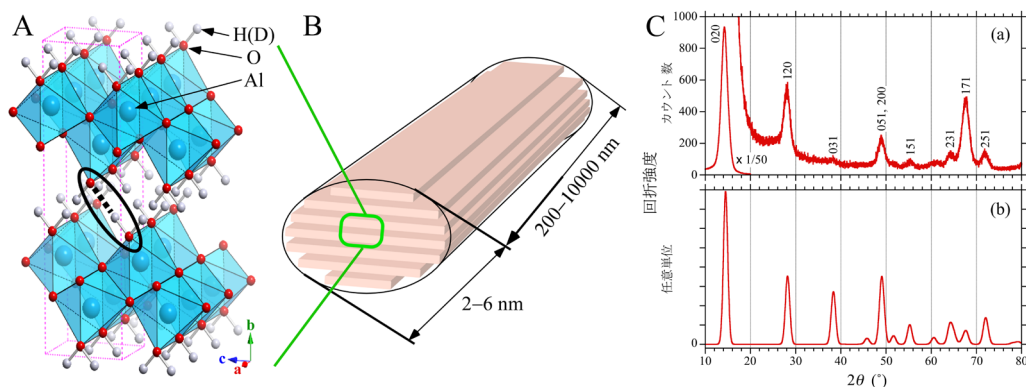 A
H(D)
O
Al
b
c
a
B
200–10000 nm
2–6 nm
C
回折強度
カウント数
1000
800
600
400
200
0
(a)
020
120
031
051, 200
151
231
171
251
x 1/50
任意単位
(b)
10
20
30
40
50
60
70
80
2θ (°)